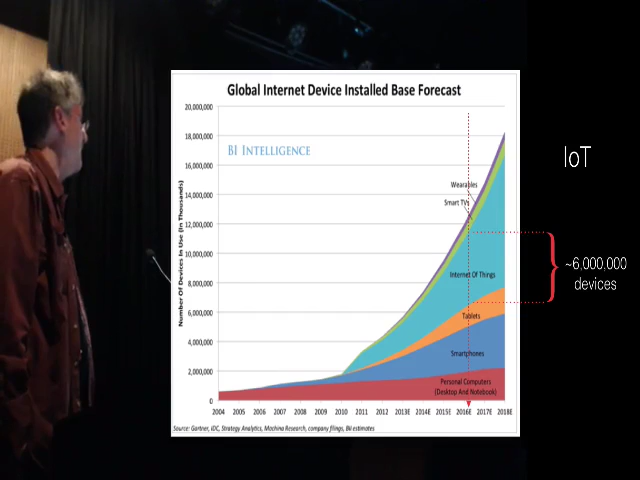 Global Internet Device Installed Base Forecast
20,000,000
18,000,000
16,000,000
14,000,000
12,000,000
10,000,000
8,000,000
6,000,000
4,000,000
2,000,000
0
Number Of Devices In Use (In Thousands)
BI INTELLIGENCE
Wearables
Smart TVs
Internet Of Things
Tablets
Smartphones
Personal Computers
(Desktop And Notebook)
2004 2005 2006 2007 2008 2009 2010 2011 2012 2013E 2014E 2015E 2016E 2017E 2018E
Source: Gartner, IDC, Strategy Analytics, Machina Research, company filings, BII estimates
IoT
~6,000,000
devices